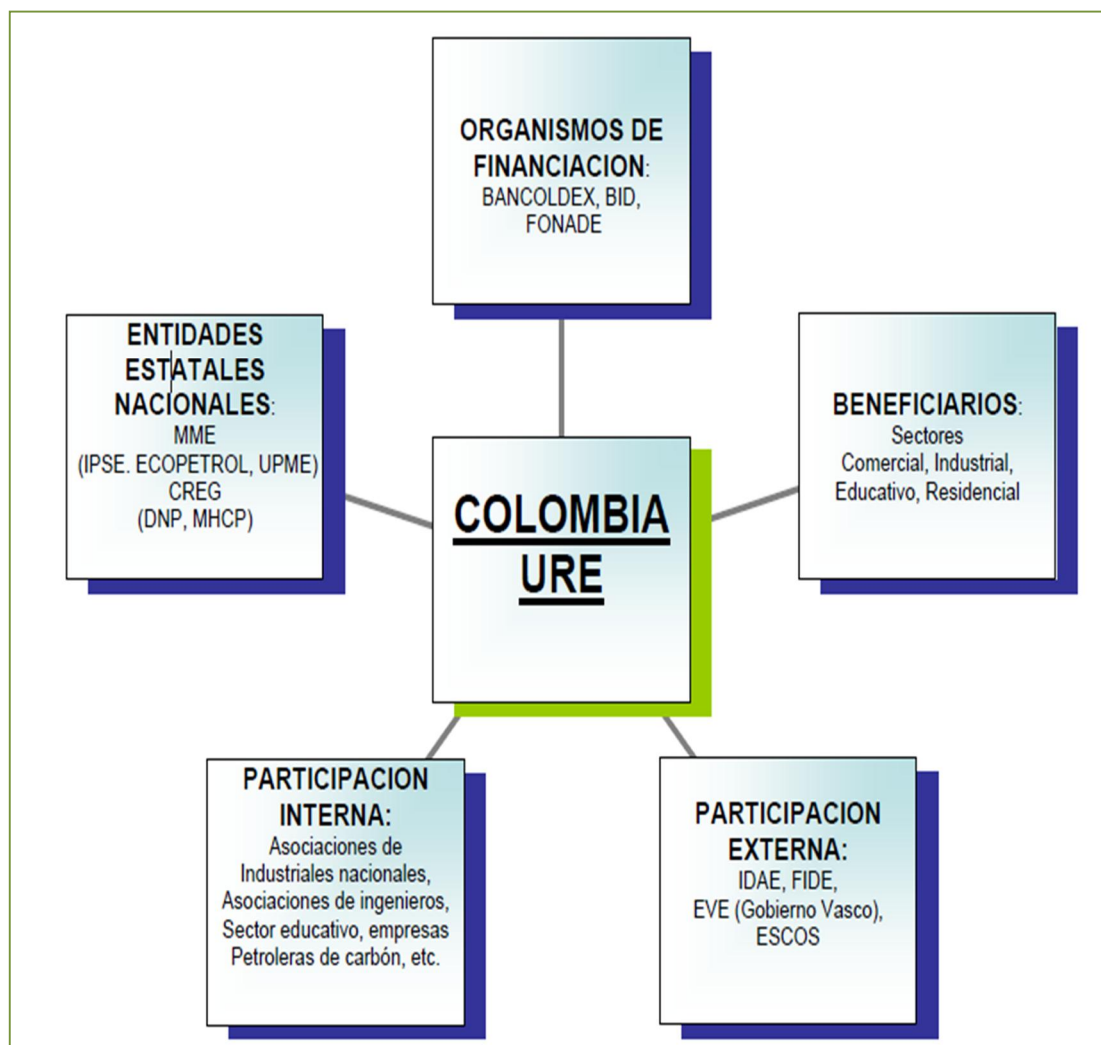 ORGANISMOS DE
FINANCIACION:
BANCOLDEX, BID,
FONADE
ENTIDADES
ESTATALES
NACIONALES:
MME
(IPSE. ECOPETROL, UPME)
CREG
(DNP, MHCP)
BENEFICIARIOS:
Sectores
Comercial, Industrial,
Educativo, Residencial
COLOMBIA
URE
PARTICIPACION
INTERNA:
Asociaciones de
Industriales nacionales,
Asociaciones de ingenieros,
Sector educativo, empresas
Petroleras de carbón, etc.
PARTICIPACION
EXTERNA:
IDAE, FIDE,
EVE (Gobierno Vasco),
ESCOS